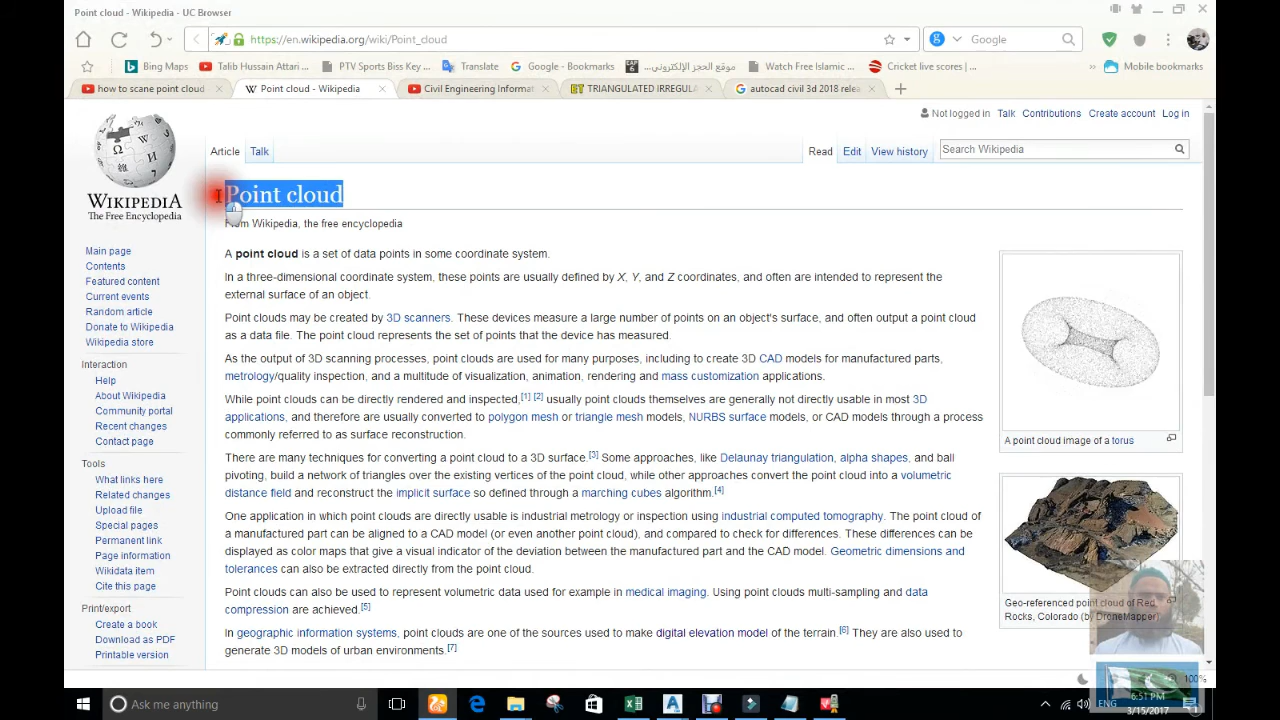 Point cloud - Wikipedia - UC Browser
https://en.wikipedia.org/wiki/Point_cloud
Google
Bing Maps
Talib Hussain Attari ...
PTV Sports Biss Key ...
Translate
Google - Bookmarks
موقع الحج الإلكتروني...
Watch Free Islamic ...
Cricket live scores | ...
Mobile bookmarks
how to scane point cloud
Point cloud - Wikipedia
Civil Engineering Informat
TRIANGULATED IRREGULA
autocad civil 3d 2018 relea
Not logged in Talk Contributions Create account Log in
Article Talk
Read Edit View history
Search Wikipedia
WIKIPEDIA
The Free Encyclopedia
Main page
Contents
Featured content
Current events
Random article
Donate to Wikipedia
Wikipedia store
Interaction
Help
About Wikipedia
Community portal
Recent changes
Contact page
Tools
What links here
Related changes
Upload file
Special pages
Permanent link
Page information
Wikidata item
Cite this page
Print/export
Create a book
Download as PDF
Printable version
Point cloud
From Wikipedia, the free encyclopedia
A point cloud is a set of data points in some coordinate system.
In a three-dimensional coordinate system, these points are usually defined by X, Y, and Z coordinates, and often are intended to represent the
external surface of an object.
Point clouds may be created by 3D scanners. These devices measure a large number of points on an object's surface, and often output a point cloud
as a data file. The point cloud represents the set of points that the device has measured.
As the output of 3D scanning processes, point clouds are used for many purposes, including to create 3D CAD models for manufactured parts,
metrology/quality inspection, and a multitude of visualization, animation, rendering and mass customization applications.
While point clouds can be directly rendered and inspected,[1] [2] usually point clouds themselves are generally not directly usable in most 3D
applications, and therefore are usually converted to polygon mesh or triangle mesh models, NURBS surface models, or CAD models through a process
commonly referred to as surface reconstruction.
There are many techniques for converting a point cloud to a 3D surface.[3] Some approaches, like Delaunay triangulation, alpha shapes, and ball
pivoting, build a network of triangles over the existing vertices of the point cloud, while other approaches convert the point cloud into a volumetric
distance field and reconstruct the implicit surface so defined through a marching cubes algorithm.[4]
One application in which point clouds are directly usable is industrial metrology or inspection using industrial computed tomography. The point cloud of
a manufactured part can be aligned to a CAD model (or even another point cloud), and compared to check for differences. These differences can be
displayed as color maps that give a visual indicator of the deviation between the manufactured part and the CAD model. Geometric dimensions and
tolerances can also be extracted directly from the point cloud.
Point clouds can also be used to represent volumetric data used for example in medical imaging. Using point clouds multi-sampling and data
compression are achieved.[5]
In geographic information systems, point clouds are one of the sources used to make digital elevation model of the terrain.[6] They are also used to
generate 3D models of urban environments.[7]
A point cloud image of a torus
Geo-referenced point cloud of Red
Rocks, Colorado (by DroneMapper)
100%
Ask me anything
ENG
6:51 PM
3/15/2017